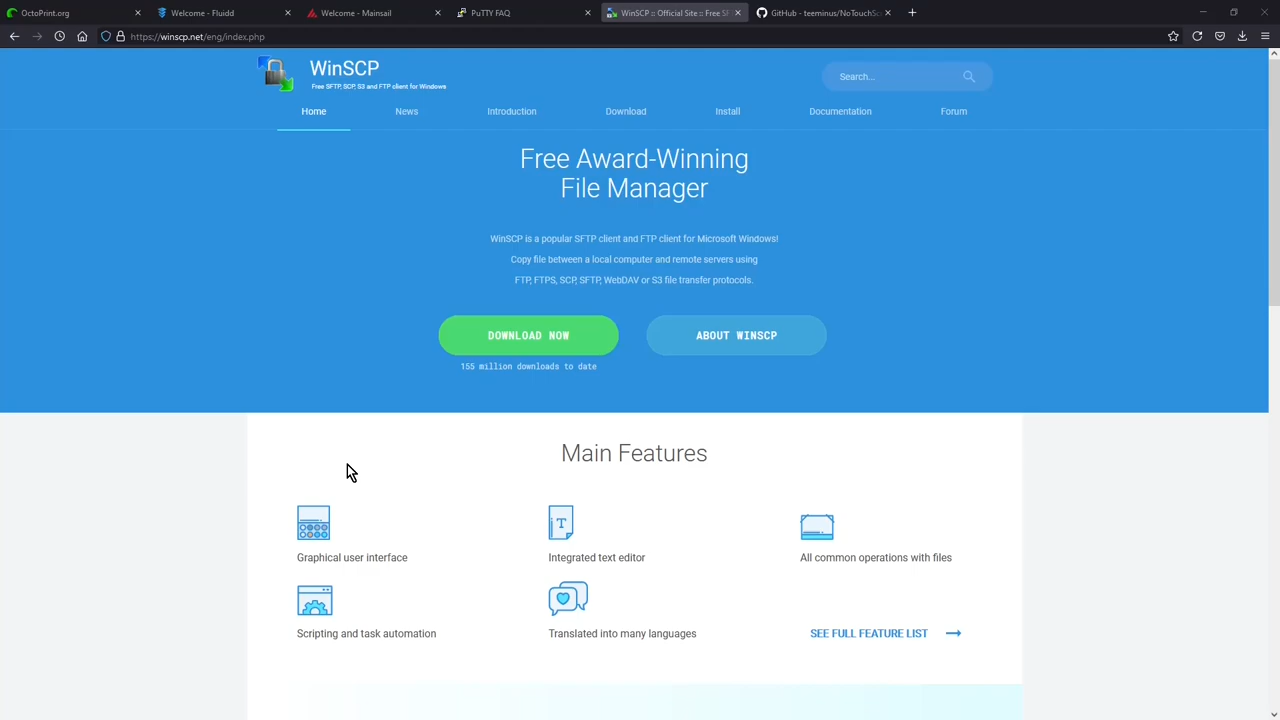 OctoPrint.org
Welcome - Fluidd
Welcome - Mainsail
PuTTY FAQ
WinSCP :: Official Site :: Free SF
GitHub - teeminus/NoTouchSc
https://winscp.net/eng/index.php
WinSCP
Free SFTP, SCP, S3 and FTP client for Windows
Search...
Home
News
Introduction
Download
Install
Documentation
Forum
Free Award-Winning
File Manager
WinSCP is a popular SFTP client and FTP client for Microsoft Windows!
Copy file between a local computer and remote servers using
FTP, FTPS, SCP, SFTP, WebDAV or S3 file transfer protocols.
DOWNLOAD NOW
ABOUT WINSCP
155 million downloads to date
Main Features
T
Graphical user interface
Integrated text editor
All common operations with files
Scripting and task automation
Translated into many languages
SEE FULL FEATURE LIST